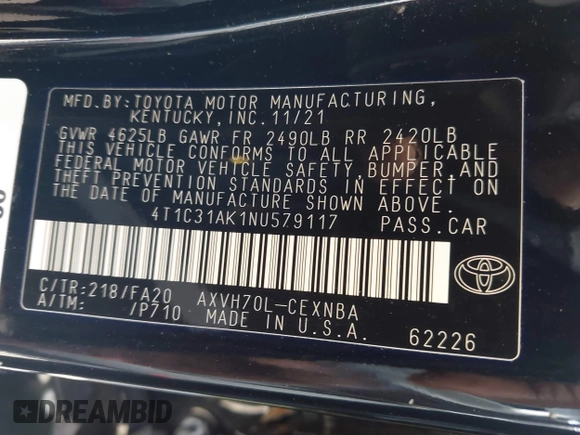 MFD.BY:TOYOTA MOTOR MANUFACTURING,
KENTUCKY, INC.11/21
GVWR 4625LB GAWR FR 2490LB RR 2420LB
THIS VEHICLE CONFORMS TO ALL APPLICABLE
FEDERAL MOTOR VEHICLE SAFETY, BUMPER, AND
THEFT PREVENTION STANDARDS IN EFFECT ON
THE DATE OF MANUFACTURE SHOWN ABOVE.
4T1C31AK1NU579117 PASS.CAR
C/TR:218/FA20 AXVH70L-CEXNBA
A/TM: /P710 MADE IN U.S.A.
62226
DREAMBID